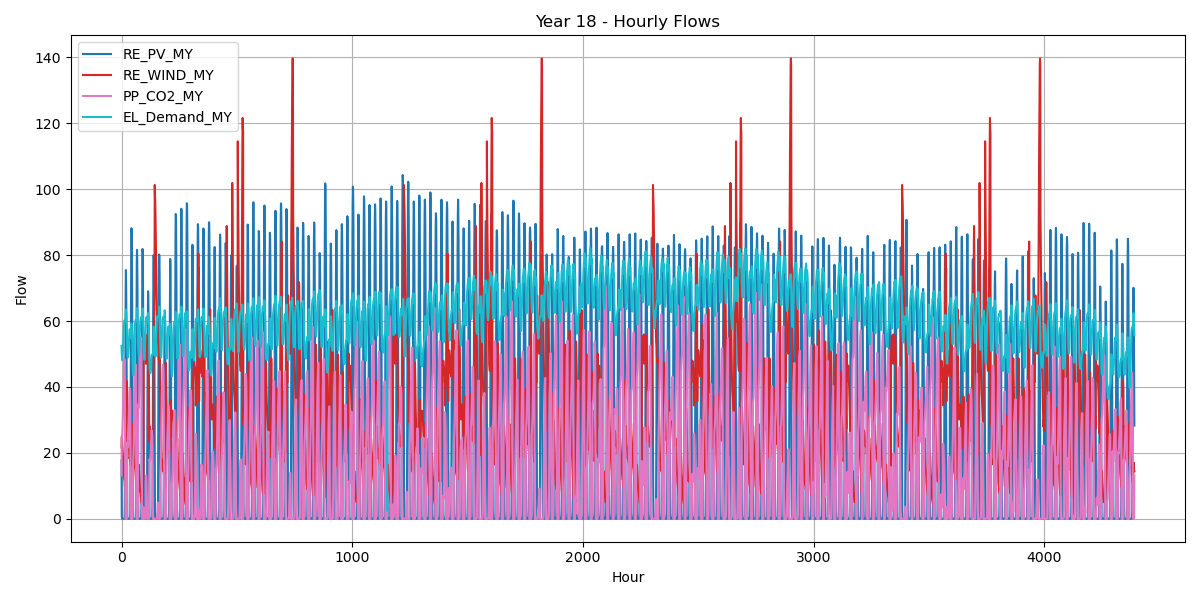 Year 18 - Hourly Flows
RE_PV_MY
RE_WIND_MY
PP_CO2_MY
EL_Demand_MY
140
120
100
80
60
40
20
0
Flow
0 1000 2000 3000 4000
Hour